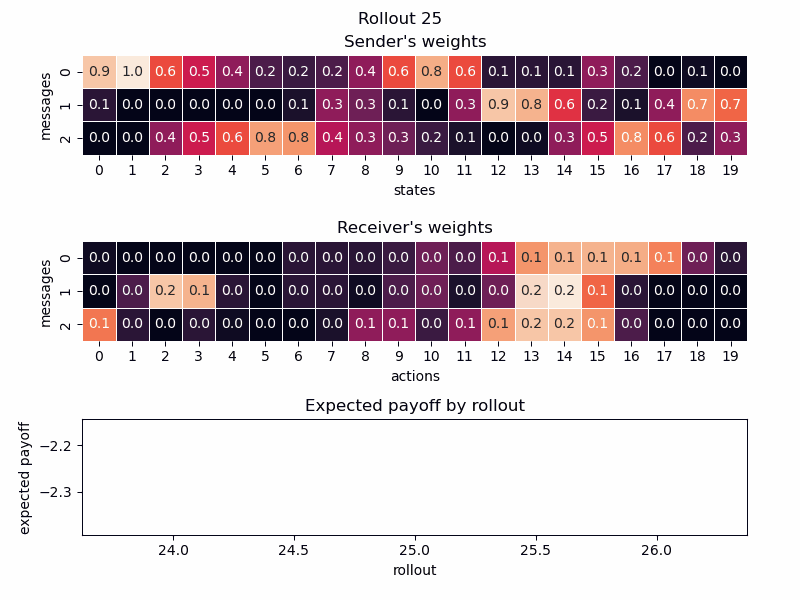 Rollout 25
Sender's weights
messages
0 0.9 1.0 0.6 0.5 0.4 0.2 0.2 0.2 0.4 0.6 0.8 0.6 0.1 0.1 0.1 0.3 0.2 0.0 0.1 0.0
1 0.1 0.0 0.0 0.0 0.0 0.0 0.1 0.3 0.3 0.1 0.0 0.3 0.9 0.8 0.6 0.2 0.1 0.4 0.7 0.7
2 0.0 0.0 0.4 0.5 0.6 0.8 0.8 0.4 0.3 0.3 0.2 0.1 0.0 0.0 0.3 0.5 0.8 0.6 0.2 0.3
0 1 2 3 4 5 6 7 8 9 10 11 12 13 14 15 16 17 18 19
states
Receiver's weights
messages
0 0.0 0.0 0.0 0.0 0.0 0.0 0.0 0.0 0.0 0.0 0.0 0.0 0.1 0.1 0.1 0.1 0.1 0.1 0.0 0.0
1 0.0 0.0 0.2 0.1 0.0 0.0 0.0 0.0 0.0 0.0 0.0 0.0 0.0 0.2 0.2 0.1 0.0 0.0 0.0 0.0
2 0.1 0.0 0.0 0.0 0.0 0.0 0.0 0.0 0.1 0.1 0.0 0.1 0.1 0.2 0.2 0.1 0.0 0.0 0.0 0.0
0 1 2 3 4 5 6 7 8 9 10 11 12 13 14 15 16 17 18 19
actions
Expected payoff by rollout
expected payoff
−2.2
−2.3
24.0 24.5 25.0 25.5 26.0
rollout